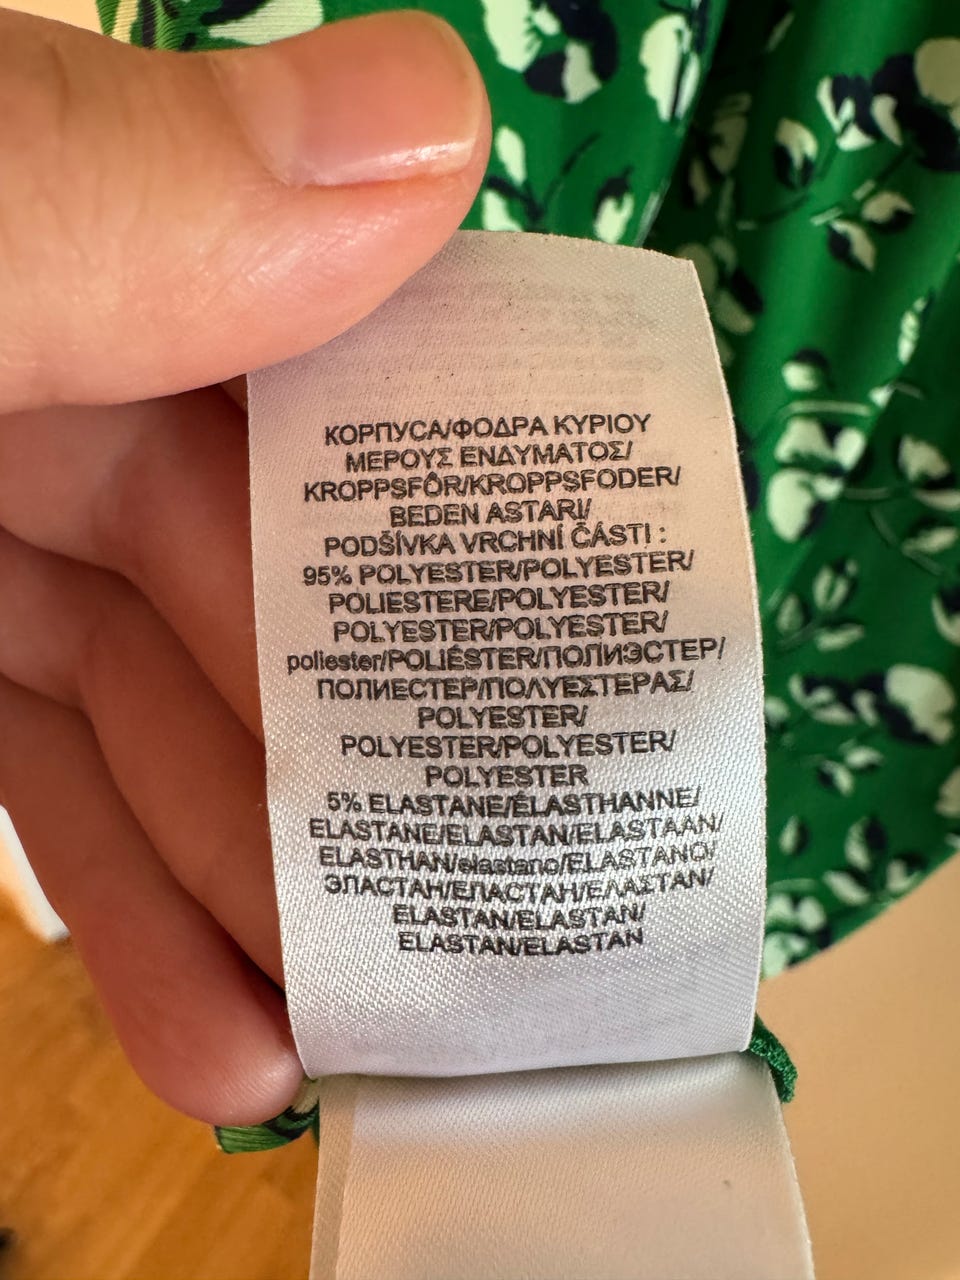 КОРПУСА/ΦΟΔΡΑ ΚΥΡΙΟΥ
ΜΕΡΟΥΣ ΕΝΔΥΜΑΤΟΣ/
KROPPSFÔR/KROPPSFODER/
BEDEN ASTARI/
PODŠÍVKA VRCHNÍ ČÁSTI :
95% POLYESTER/POLYESTER/
POLIESTERE/POLYESTER/
POLYESTER/POLYESTER/
poliester/POLIÉSTER/ПОЛИЭСТЕР/
ПОЛИЕСТЕР/ΠΟΛΥΕΣΤΕΡΑΣ/
POLYESTER/
POLYESTER/POLYESTER/
POLYESTER
5% ELASTANE/ÉLASTHANNE/
ELASTANE/ELASTAN/ELASTAAN/
ELASTHAN/elastano/ELASTANO/
ЭЛАСТАН/ЕЛАСТАН/ΕΛΑΣΤΑΝ/
ELASTAN/ELASTAN/
ELASTAN/ELASTAN